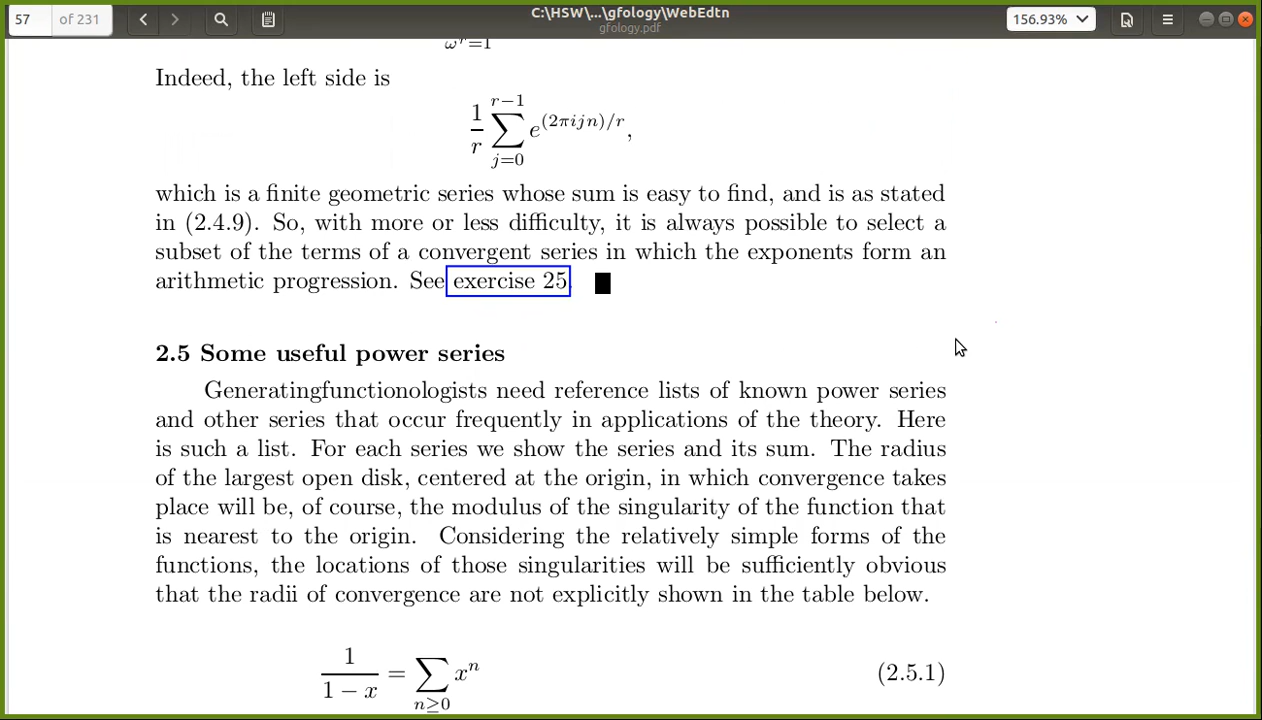 57 of 231
C:\HSW\...\gfology\WebEdtn
gfology.pdf
156.93%
ω^r=1
Indeed, the left side is
\frac{1}{r} \sum_{j=0}^{r-1} e^{(2πijn)/r},
which is a finite geometric series whose sum is easy to find, and is as stated
in (2.4.9). So, with more or less difficulty, it is always possible to select a
subset of the terms of a convergent series in which the exponents form an
arithmetic progression. See exercise 25
2.5 Some useful power series
Generatingfunctionologists need reference lists of known power series
and other series that occur frequently in applications of the theory. Here
is such a list. For each series we show the series and its sum. The radius
of the largest open disk, centered at the origin, in which convergence takes
place will be, of course, the modulus of the singularity of the function that
is nearest to the origin. Considering the relatively simple forms of the
functions, the locations of those singularities will be sufficiently obvious
that the radii of convergence are not explicitly shown in the table below.
\frac{1}{1-x} = \sum_{n≥0} x^n (2.5.1)